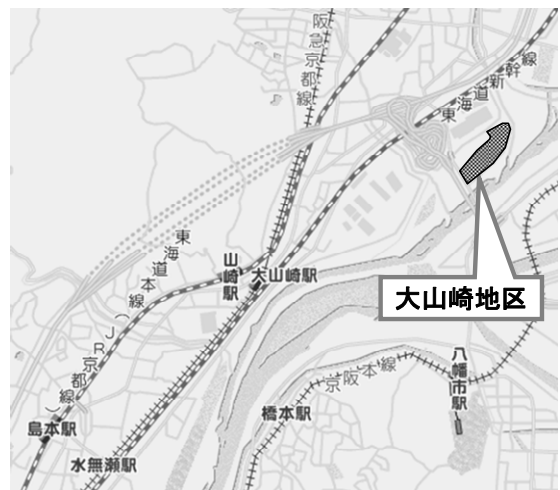 阪急京都線
東海道新幹線
大山崎地区
山崎駅
大山崎駅
東海道本線(JR京都線)
島本駅
水無瀬駅
橋本駅
京阪本線
八幡市駅